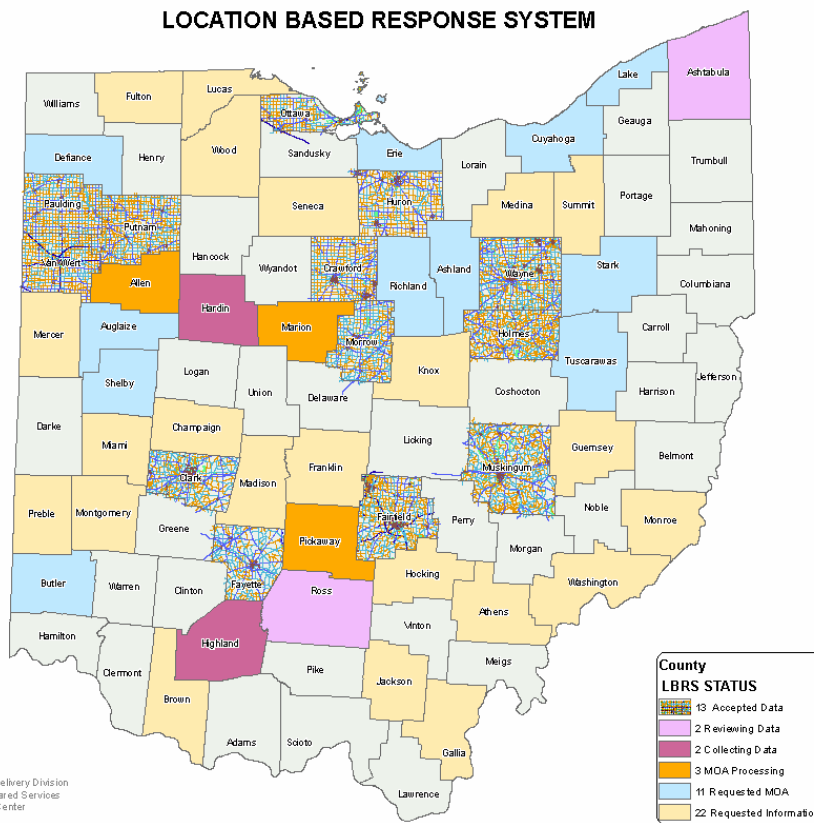 LOCATION BASED RESPONSE SYSTEM
Ashtabula
Lake
Lucas
Williams
Fulton
Ottawa
Geauga
Cuyahoga
Wood
Sandusky
Erie
Lorain
Trumbull
Defiance
Henry
Portage
Seneca
Huron
Medina
Summit
Paulding
Putnam
Mahoning
Hancock
Wyandot
Crawford
Ashland
Wayne
Stark
Van Wert
Allen
Richland
Columbiana
Hardin
Marion
Mercer
Auglaize
Morrow
Holmes
Carroll
Tuscarawas
Knox
Jefferson
Shelby
Logan
Union
Delaware
Coshocton
Harrison
Darke
Champaign
Licking
Miami
Guernsey
Belmont
Franklin
Muskingum
Clark
Madison
Preble
Montgomery
Noble
Monroe
Fairfield
Perry
Greene
Pickaway
Morgan
Hocking
Washington
Butler
Warren
Clinton
Fayette
Ross
Athens
Vinton
Hamilton
Highland
Meigs
Clermont
Pike
Jackson
Brown
Adams
Scioto
Gallia
Lawrence
County
LBRS STATUS
13 Accepted Data
2 Reviewing Data
2 Collecting Data
3 MOA Processing
11 Requested MOA
22 Requested Informatio
elivery Division
ared Services
Center